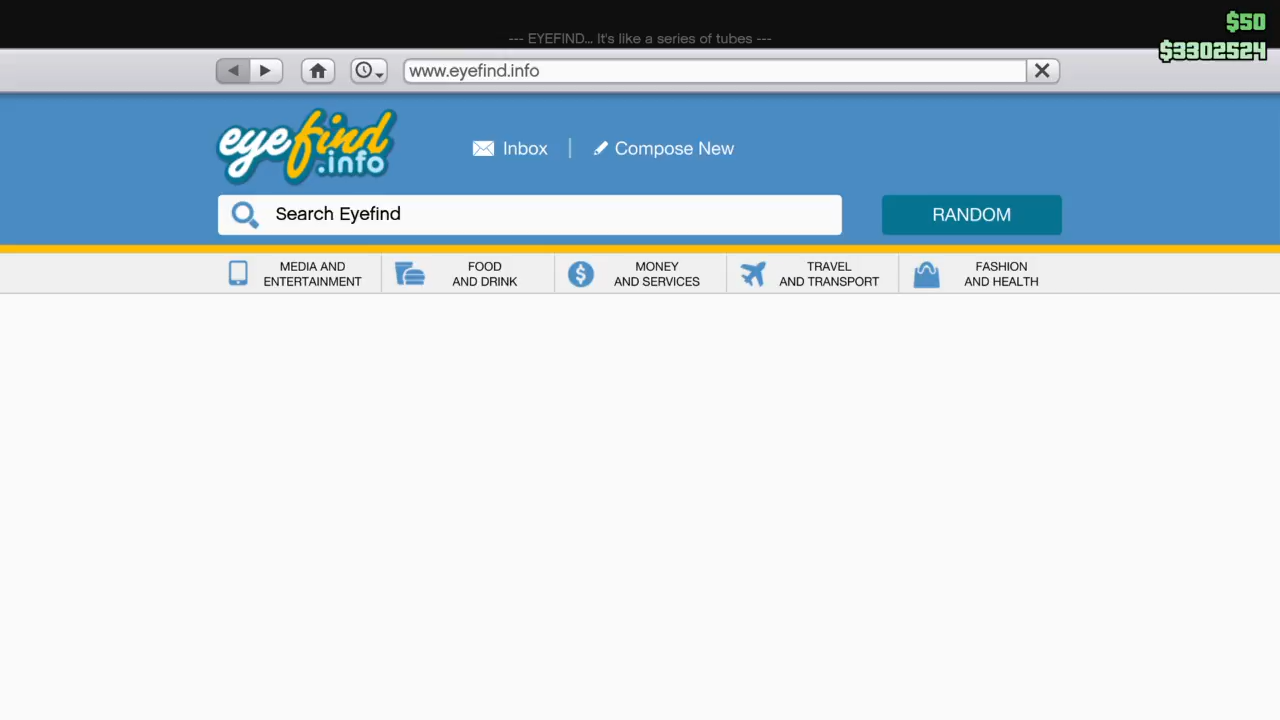 $50
--- EYEFIND... It's like a series of tubes ---
$3302524
www.eyefind.info
eyefind
.info
Inbox
Compose New
Search Eyefind
RANDOM
MEDIA AND
ENTERTAINMENT
FOOD
AND DRINK
MONEY
AND SERVICES
TRAVEL
AND TRANSPORT
FASHION
AND HEALTH